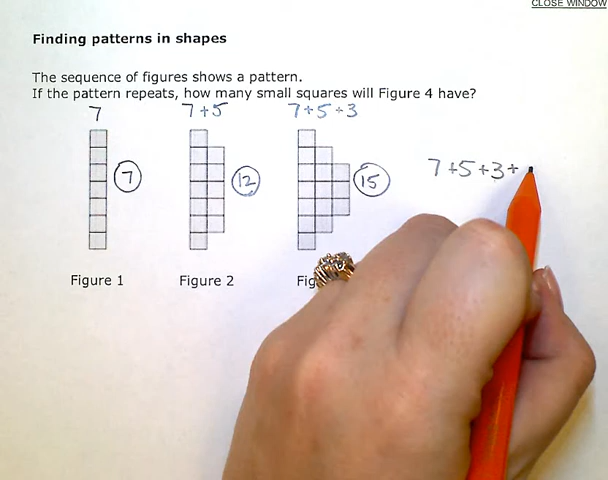 CLOSE WINDOW
Finding patterns in shapes
The sequence of figures shows a pattern.
If the pattern repeats, how many small squares will Figure 4 have?
7 7+5 7+5+3
7 12 15
7+5+3+
Figure 1 Figure 2 Fig